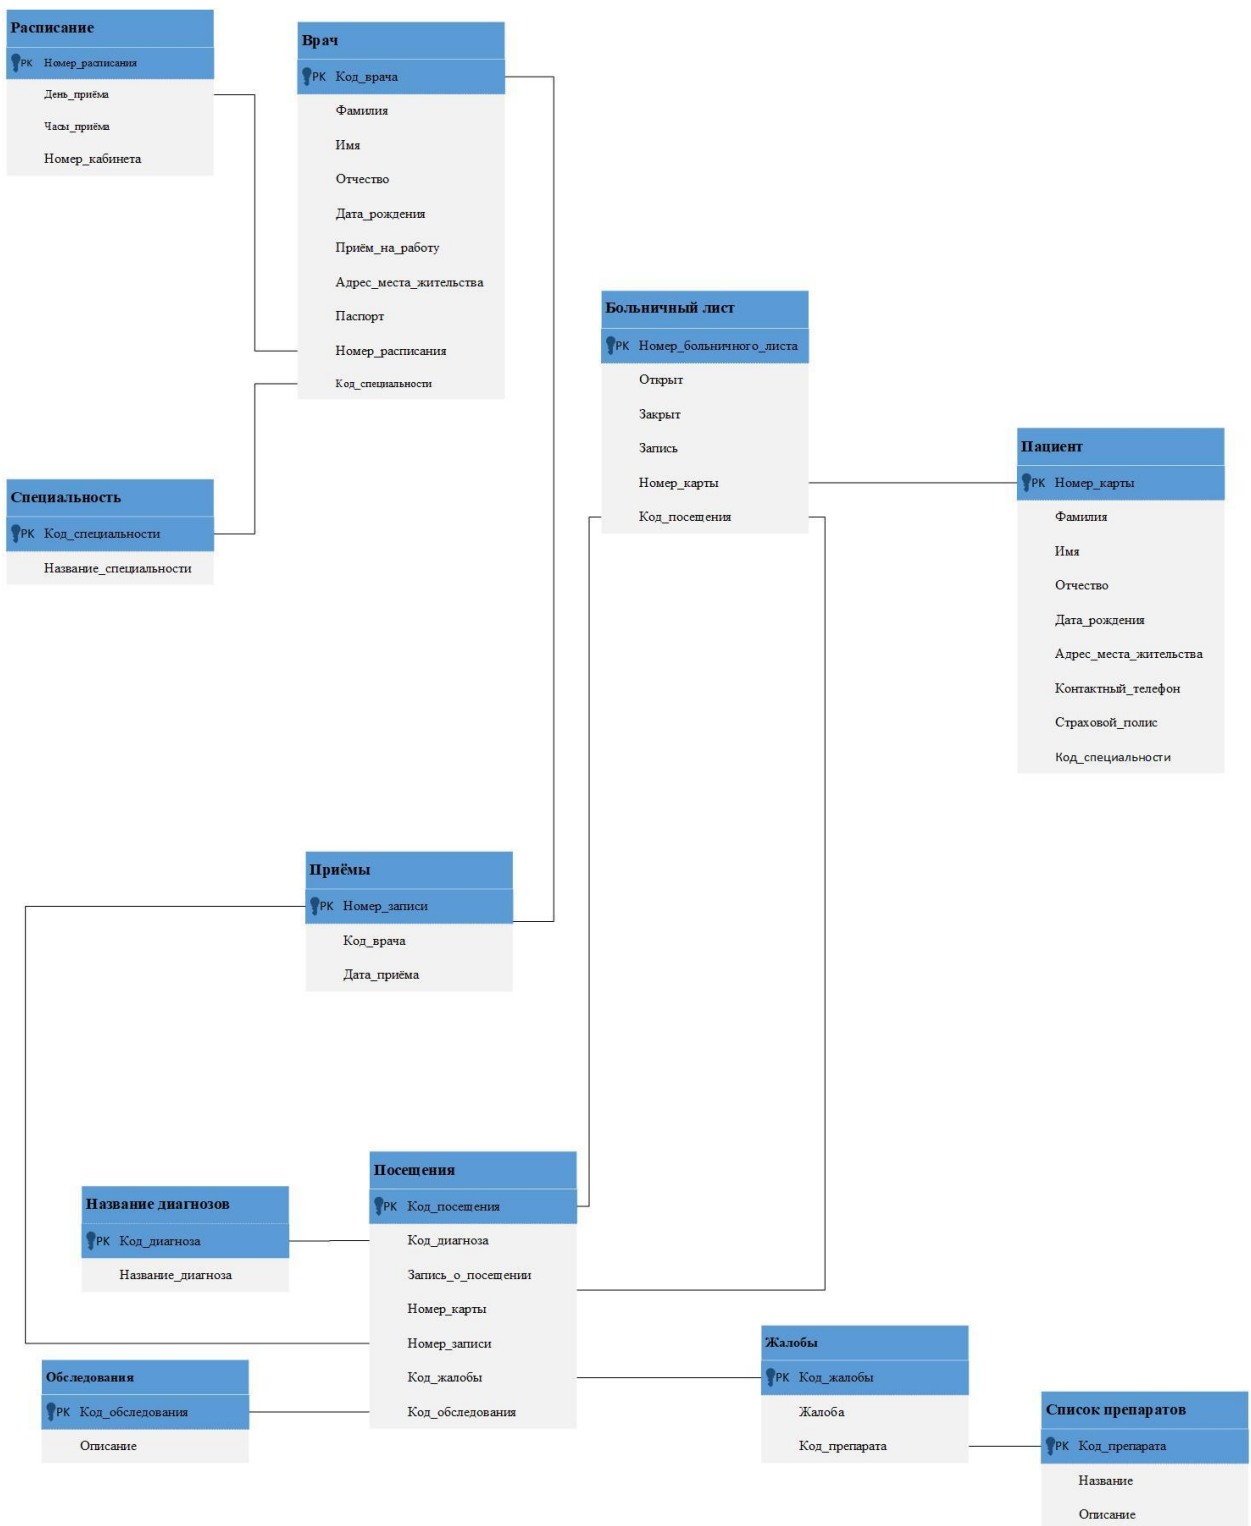 Расписание
PK Номер_расписания
День_приёма
Часы_приёма
Номер_кабинета
Врач
PK Код_врача
Фамилия
Имя
Отчество
Дата_рождения
Приём_на_работу
Адрес_места_жительства
Паспорт
Номер_расписания
Код_специальности
Специальность
PK Код_специальности
Название_специальности
Больничный лист
PK Номер_больничного_листа
Открыт
Закрыт
Запись
Номер_карты
Код_посещения
Пациент
PK Номер_карты
Фамилия
Имя
Отчество
Дата_рождения
Адрес_места_жительства
Контактный_телефон
Страховой_полис
Код_специальности
Приёмы
PK Номер_записи
Код_врача
Дата_приёма
Посещения
PK Код_посещения
Код_диагноза
Запись_о_посещении
Номер_карты
Номер_записи
Код_жалобы
Код_обследования
Название диагнозов
PK Код_диагноза
Название_диагноза
Обследования
PK Код_обследования
Описание
Жалобы
PK Код_жалобы
Жалоба
Код_препарата
Список препаратов
PK Код_препарата
Название
Описание